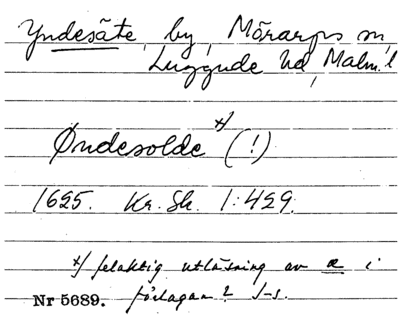 Yndesäte, by, Mörarps sn,
Luggude hd, Malm. l
Øndesolde x) (!)
1625. Kr. Sk. 1:429.
x) felaktig utläsning av æ i
förlagan? J-s.
Nr 5689.